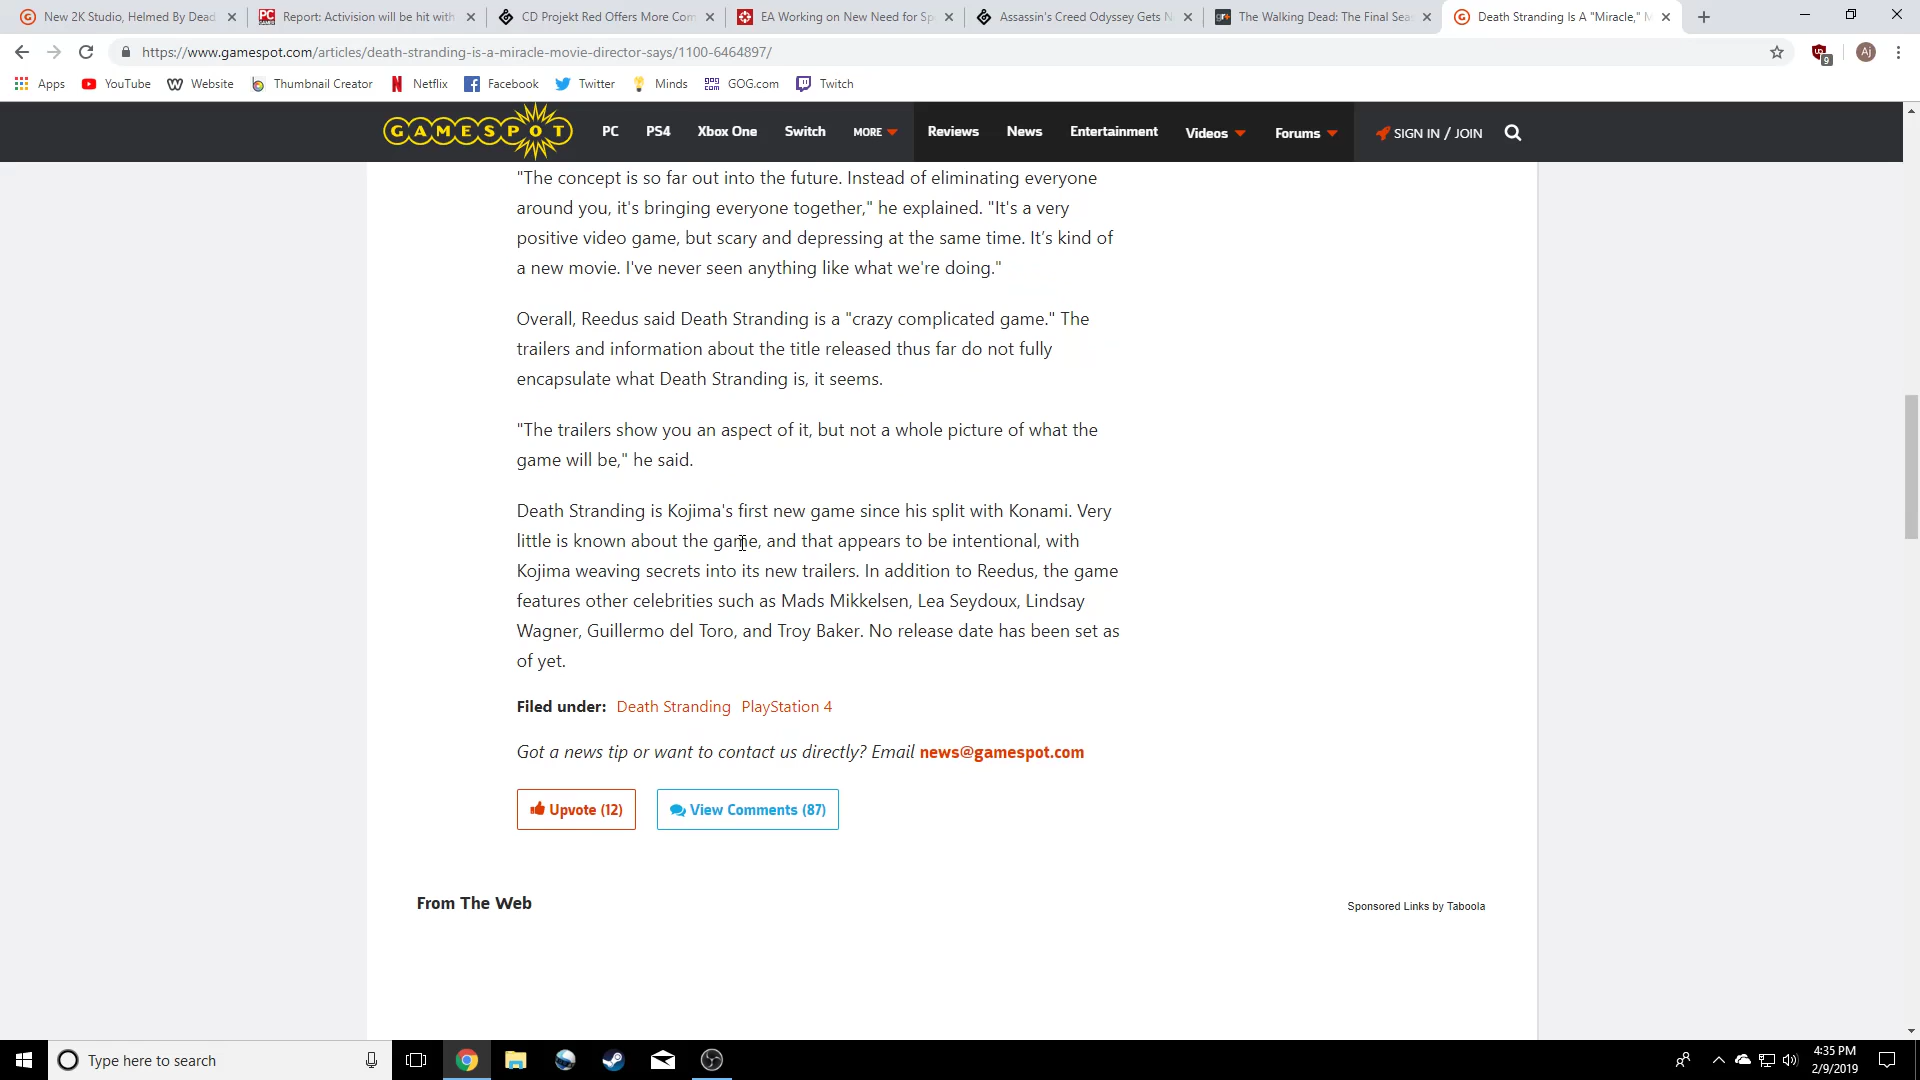 New 2K Studio, Helmed By Dead
Report: Activision will be hit with
CD Projekt Red Offers More Com
EA Working on New Need for Sp
Assassin's Creed Odyssey Gets N
The Walking Dead: The Final Seas
Death Stranding Is A "Miracle," M
https://www.gamespot.com/articles/death-stranding-is-a-miracle-movie-director-says/1100-6464897/
9
Aj
Apps
YouTube
Website
Thumbnail Creator
Netflix
Facebook
Twitter
Minds
GOG.com
Twitch
GAMESPOT
PC
PS4
Xbox One
Switch
MORE
Reviews
News
Entertainment
Videos
Forums
SIGN IN / JOIN
"The concept is so far out into the future. Instead of eliminating everyone
around you, it's bringing everyone together," he explained. "It's a very
positive video game, but scary and depressing at the same time. It’s kind of
a new movie. I've never seen anything like what we're doing."
Overall, Reedus said Death Stranding is a "crazy complicated game." The
trailers and information about the title released thus far do not fully
encapsulate what Death Stranding is, it seems.
"The trailers show you an aspect of it, but not a whole picture of what the
game will be," he said.
Death Stranding is Kojima's first new game since his split with Konami. Very
little is known about the game, and that appears to be intentional, with
Kojima weaving secrets into its new trailers. In addition to Reedus, the game
features other celebrities such as Mads Mikkelsen, Lea Seydoux, Lindsay
Wagner, Guillermo del Toro, and Troy Baker. No release date has been set as
of yet.
Filed under: Death Stranding PlayStation 4
Got a news tip or want to contact us directly? Email news@gamespot.com
Upvote (12)
View Comments (87)
From The Web
Sponsored Links by Taboola
Type here to search
4:35 PM
2/9/2019